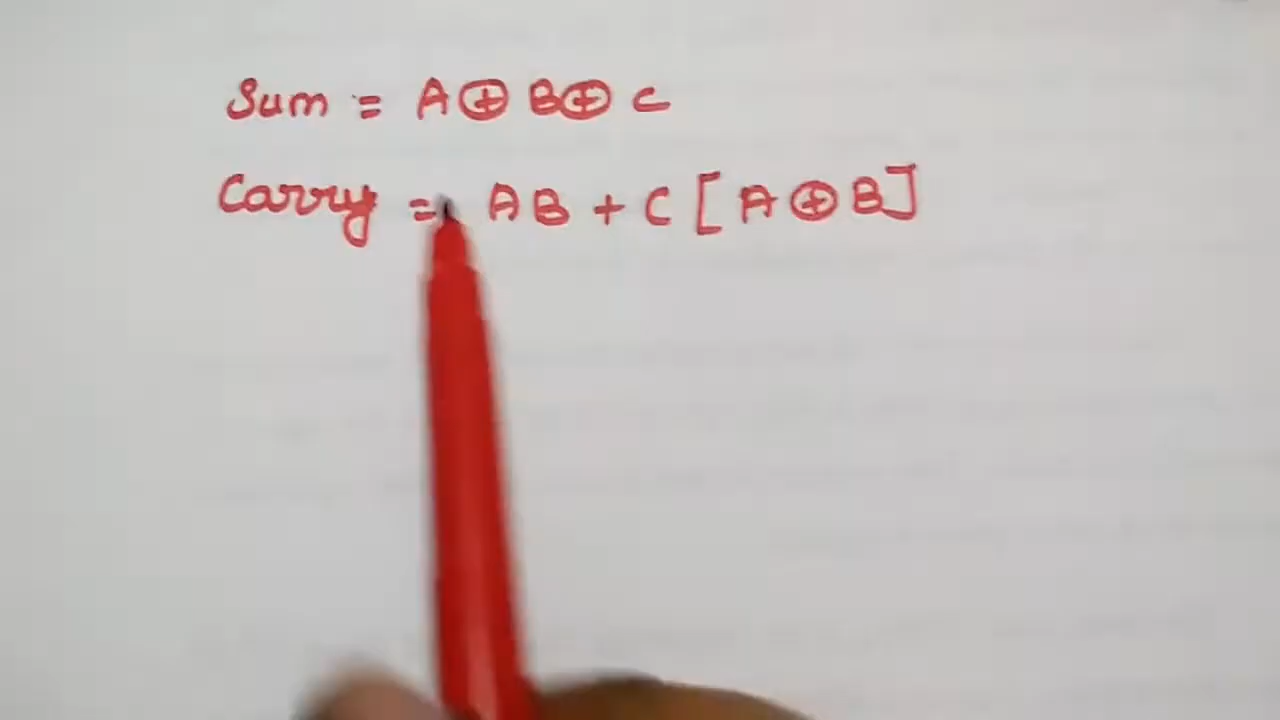 Sum = A ⊕ B ⊕ C
Carry = AB + C [A ⊕ B]